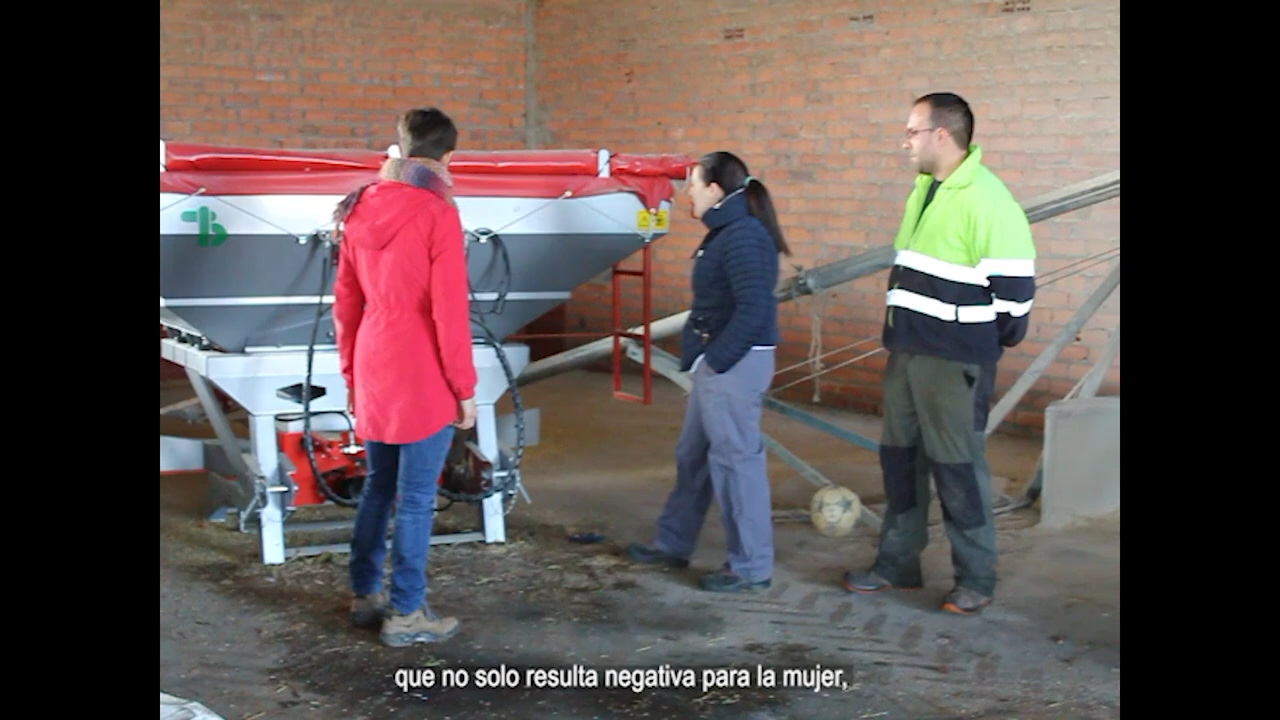 que no solo resulta negativa para la mujer,